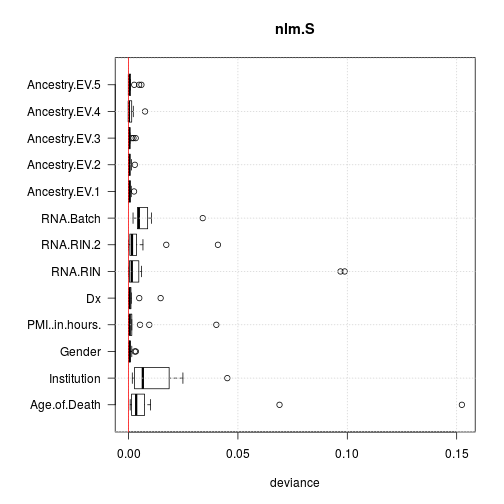 nlm.S
Ancestry.EV.5
Ancestry.EV.4
Ancestry.EV.3
Ancestry.EV.2
Ancestry.EV.1
RNA.Batch
RNA.RIN.2
RNA.RIN
Dx
PMI..in.hours.
Gender
Institution
Age.of.Death
0.00 0.05 0.10 0.15
deviance